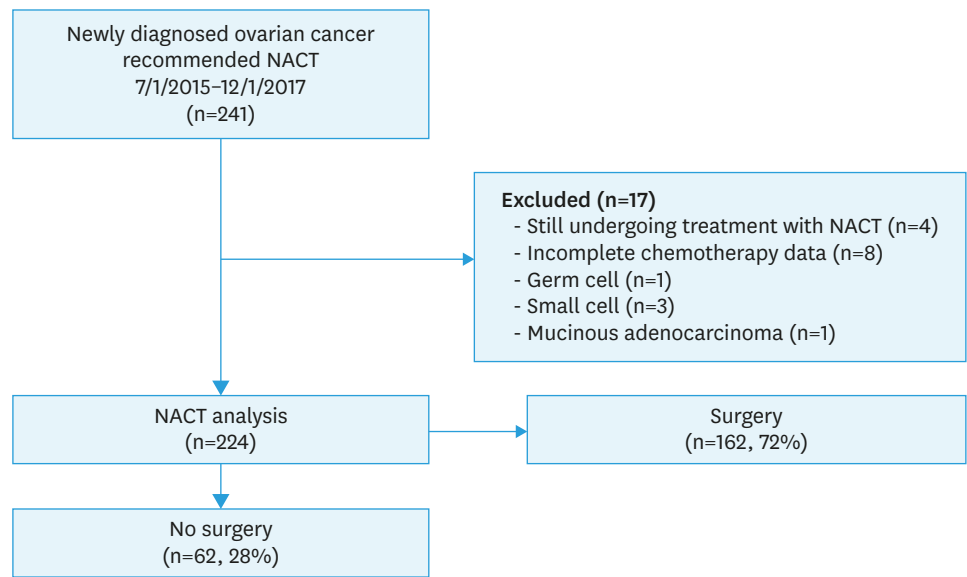 Newly diagnosed ovarian cancer
recommended NACT
7/1/2015–12/1/2017
(n=241)
Excluded (n=17)
- Still undergoing treatment with NACT (n=4)
- Incomplete chemotherapy data (n=8)
- Germ cell (n=1)
- Small cell (n=3)
- Mucinous adenocarcinoma (n=1)
NACT analysis
(n=224)
Surgery
(n=162, 72%)
No surgery
(n=62, 28%)